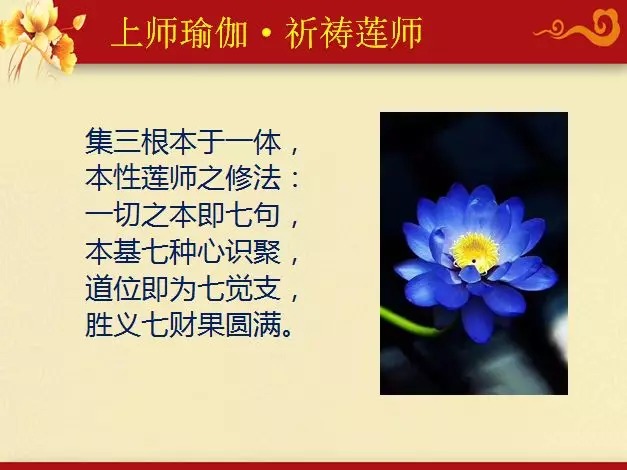 上师瑜伽·祈祷莲师
集三根本于一体，
本性莲师之修法：
一切之本即七句，
本基七种心识聚，
道位即为七觉支，
胜义七财果圆满。